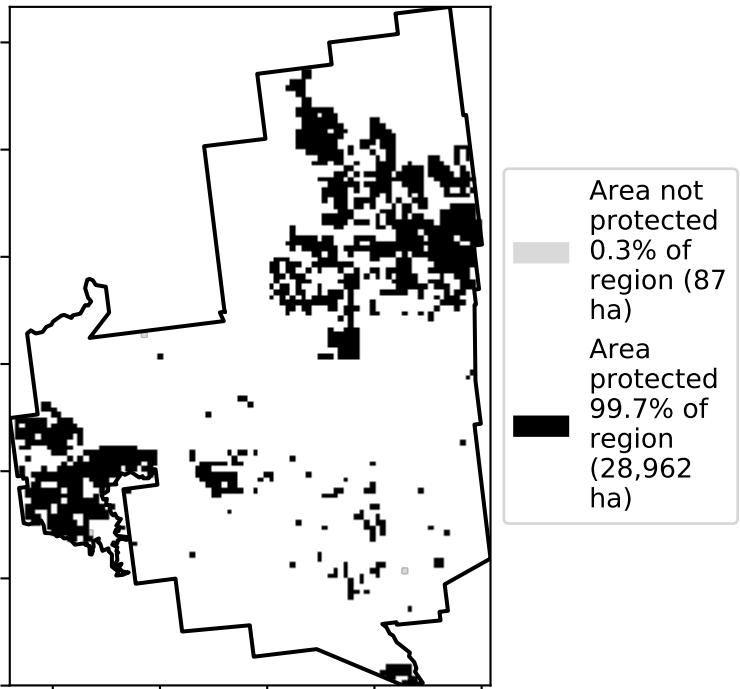 Area not
protected
0.3% of
region (87
ha)
Area
protected
99.7% of
region
(28,962
ha)